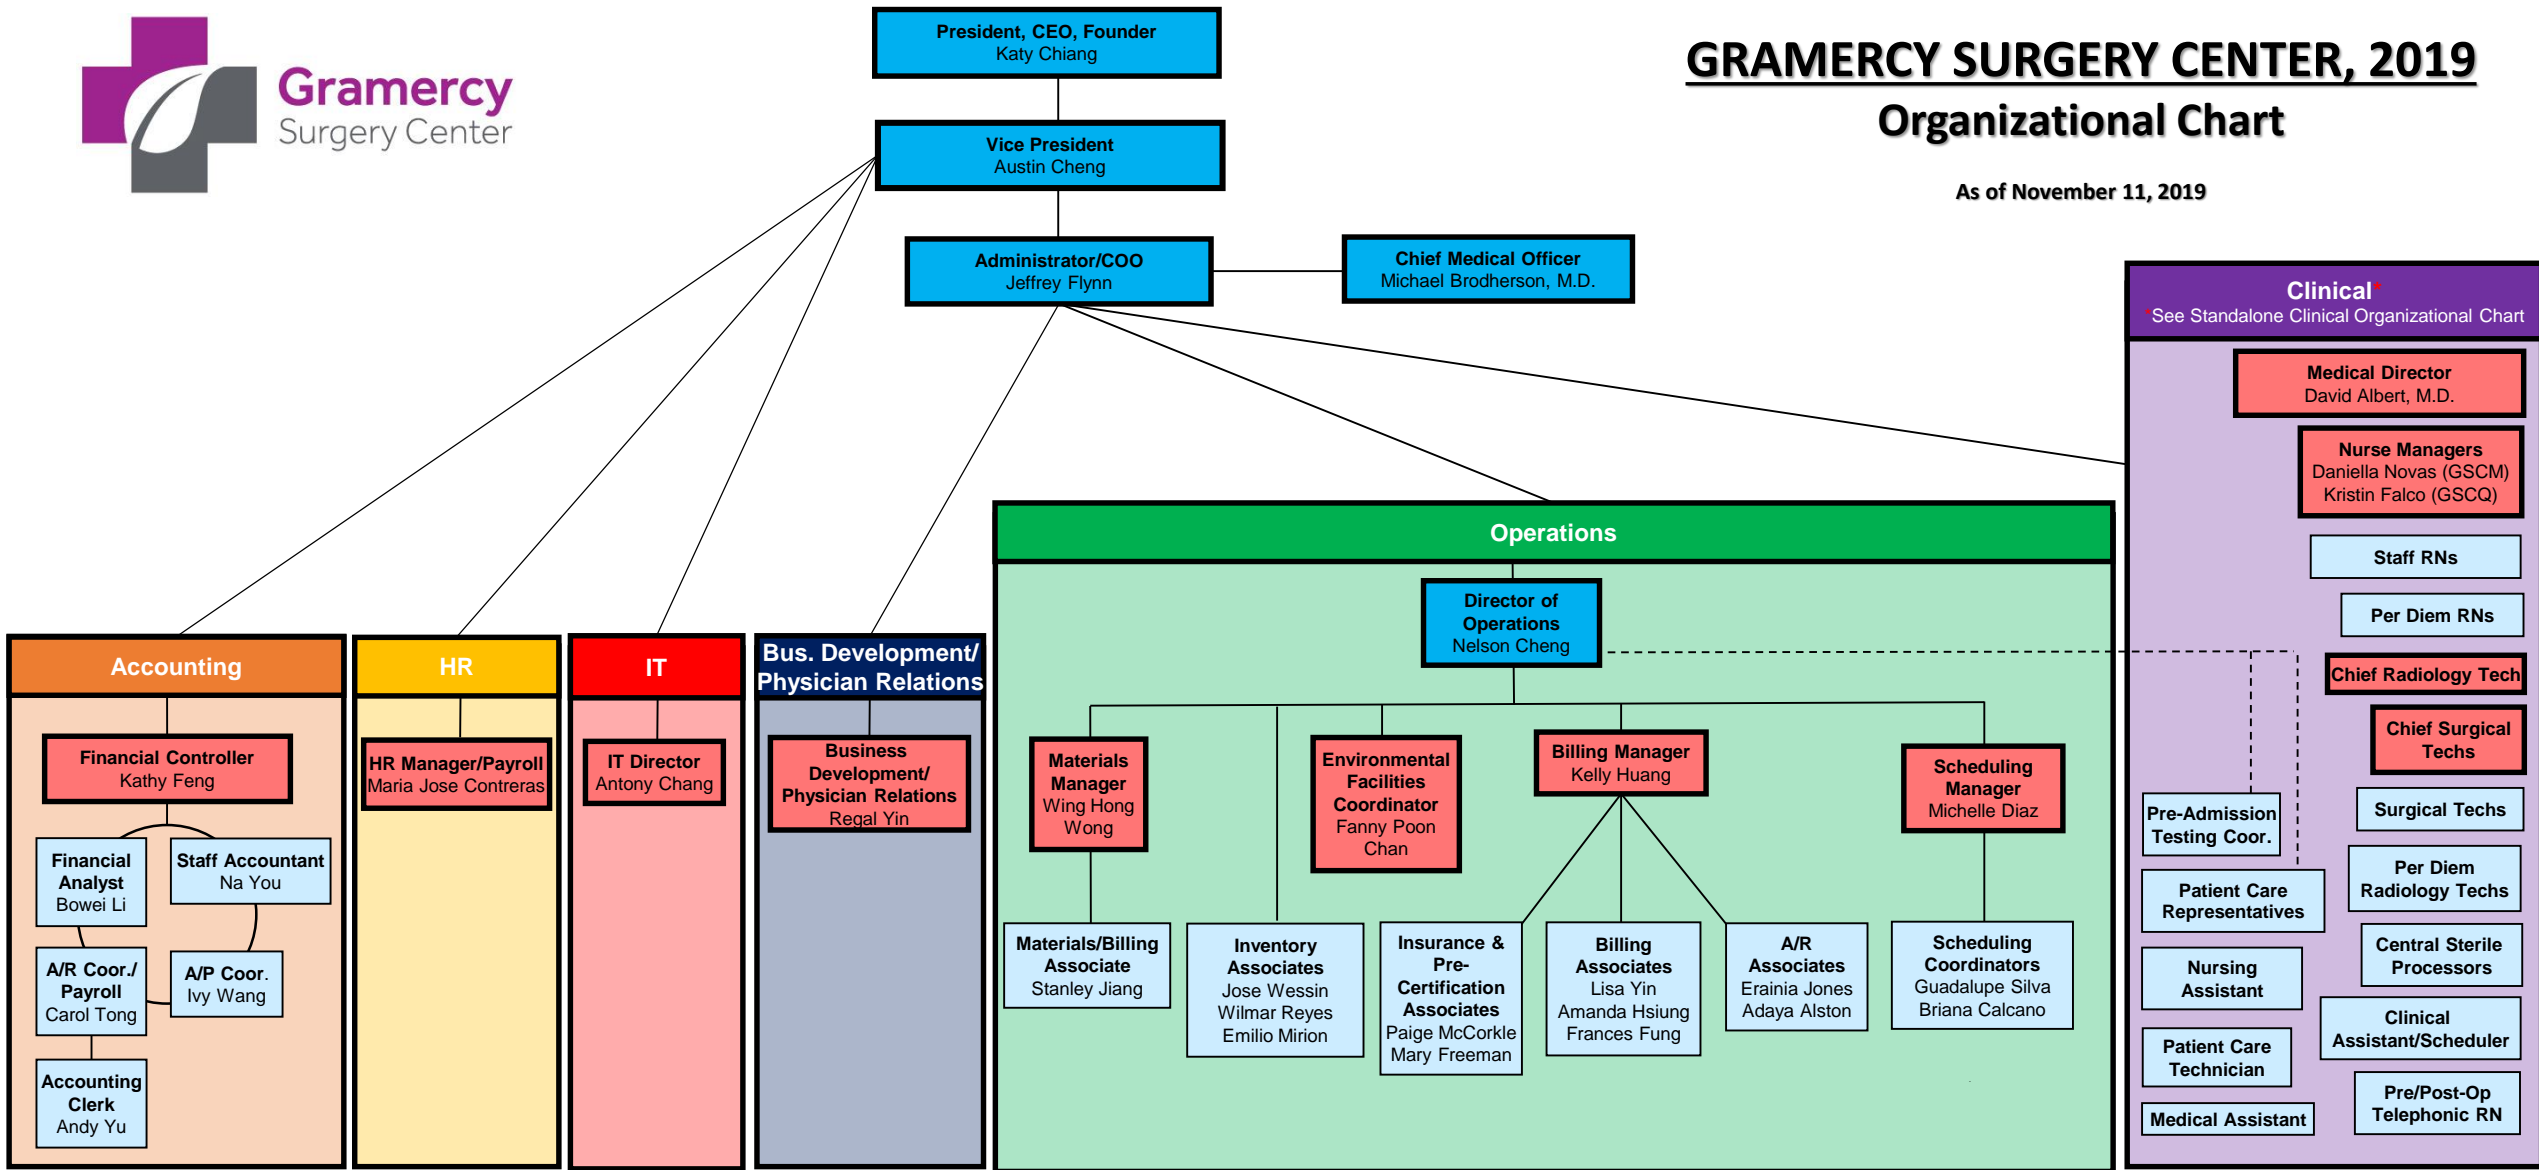 Gramercy
Surgery Center
President, CEO, Founder
Katy Chiang
GRAMERCY SURGERY CENTER, 2019
Organizational Chart
As of November 11, 2019
Vice President
Austin Cheng
Administrator/COO
Jeffrey Flynn
Chief Medical Officer
Michael Brodherson, M.D.
Accounting
Financial Controller
Kathy Feng
Financial
Analyst
Bowei Li
Staff Accountant
Na You
A/R Coor./
Payroll
Carol Tong
A/P Coor.
Ivy Wang
Accounting
Clerk
Andy Yu
HR
HR Manager/Payroll
Maria Jose Contreras
IT
IT Director
Antony Chang
Bus. Development/
Physician Relations
Business
Development/
Physician Relations
Regal Yin
Operations
Director of
Operations
Nelson Cheng
Materials
Manager
Wing Hong
Wong
Environmental
Facilities
Coordinator
Fanny Poon
Chan
Billing Manager
Kelly Huang
Scheduling
Manager
Michelle Diaz
Materials/Billing
Associate
Stanley Jiang
Inventory
Associates
Jose Wessin
Wilmar Reyes
Emilio Mirion
Insurance &
Pre-
Certification
Associates
Paige McCorkle
Mary Freeman
Billing
Associates
Lisa Yin
Amanda Hsiung
Frances Fung
A/R
Associates
Erainia Jones
Adaya Alston
Scheduling
Coordinators
Guadalupe Silva
Briana Calcano
Clinical*
*See Standalone Clinical Organizational Chart
Medical Director
David Albert, M.D.
Nurse Managers
Daniella Novas (GSCM)
Kristin Falco (GSCQ)
Staff RNs
Per Diem RNs
Chief Radiology Tech
Chief Surgical
Techs
Pre-Admission
Testing Coor.
Surgical Techs
Per Diem
Radiology Techs
Patient Care
Representatives
Central Sterile
Processors
Nursing
Assistant
Clinical
Assistant/Scheduler
Patient Care
Technician
Pre/Post-Op
Telephonic RN
Medical Assistant